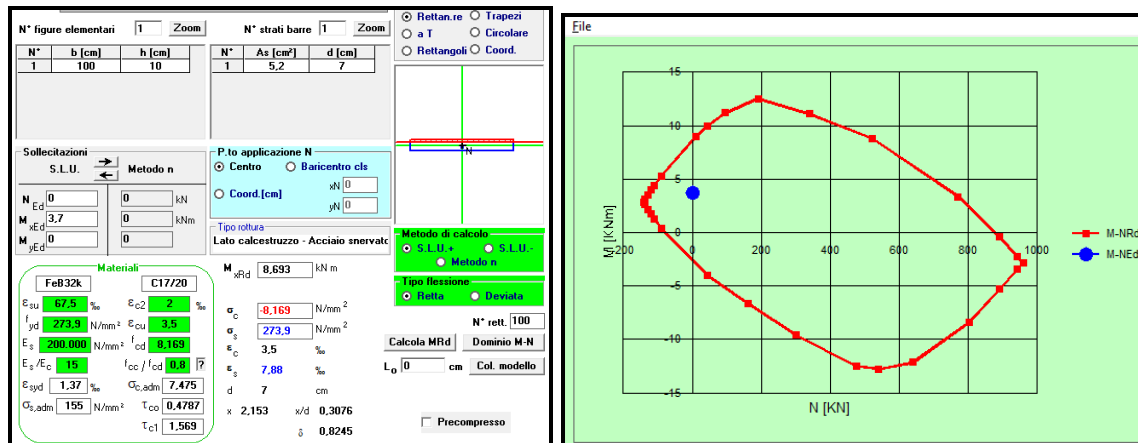 N° figure elementari 1 Zoom
N° strati barre 1 Zoom
N° b [cm] h [cm]
1 100 10
N° As [cm²] d [cm]
1 5,2 7
Rettan.re Trapezi
a T Circolare
Rettangoli Coord.
N
Sollecitazioni
S.L.U. Metodo n
N Ed 0 0 kN
M xEd 3,7 0 kNm
M yEd 0 0
P.to applicazione N
Centro Baricentro cls
Coord.[cm] xN 0
yN 0
Tipo rottura
Lato calcestruzzo - Acciaio snervato
Metodo di calcolo
S.L.U.+ S.L.U.-
Metodo n
Tipo flessione
Retta Deviata
N° rett. 100
Calcola MRd Dominio M-N
L₀ 0 cm Col. modello
Precompresso
Materiali
FeB32k C17/20
εsu 67,5 ‰ εc2 2 ‰
fyd 273,9 N/mm² εcu 3,5
Es 200.000 N/mm² fcd 8,169
Es/Ec 15 fcc / fcd 0,8 ?
εsyd 1,37 ‰ σc,adm 7,475
σs,adm 155 N/mm² τco 0,4787
τc1 1,569
M xRd 8,693 kN m
σc -8,169 N/mm²
σs 273,9 N/mm²
εc 3,5 ‰
εs 7,88 ‰
d 7 cm
x 2,153 x/d 0,3076
δ 0,8245
File
15
10
5
0
-5
-10
-15
-200 0 200 400 600 800 1000
M [KNm]
N [KN]
M-NRd
M-NEd